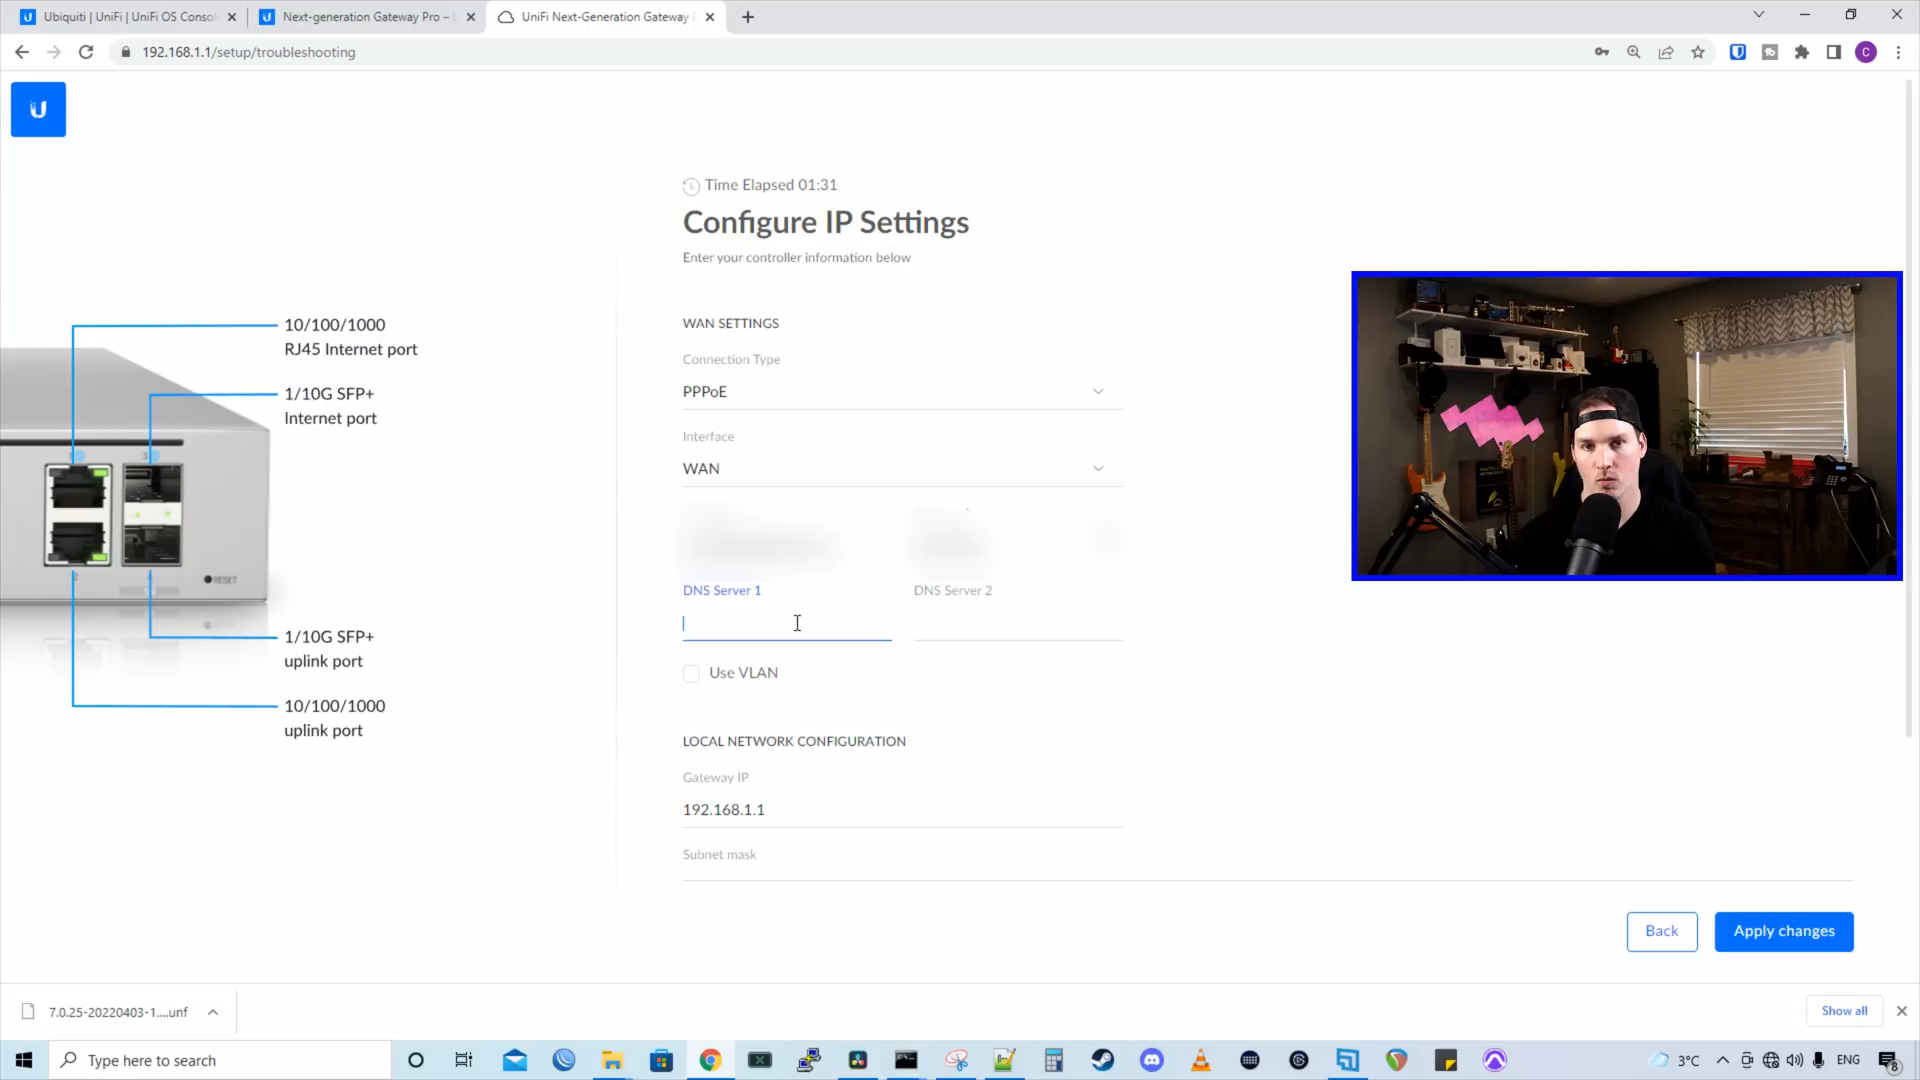 Ubiquiti | UniFi | UniFi OS Consol
Next-generation Gateway Pro –
UniFi Next-Generation Gateway
192.168.1.1/setup/troubleshooting
C
Time Elapsed 01:31
Configure IP Settings
Enter your controller information below
10/100/1000
RJ45 Internet port
1/10G SFP+
Internet port
RESET
1/10G SFP+
uplink port
10/100/1000
uplink port
WAN SETTINGS
Connection Type
PPPoE
Interface
WAN
DNS Server 1
DNS Server 2
Use VLAN
LOCAL NETWORK CONFIGURATION
Gateway IP
192.168.1.1
Subnet mask
Back
Apply changes
7.0.25-20220403-1....unf
Show all
Type here to search
3°C
ENG
8